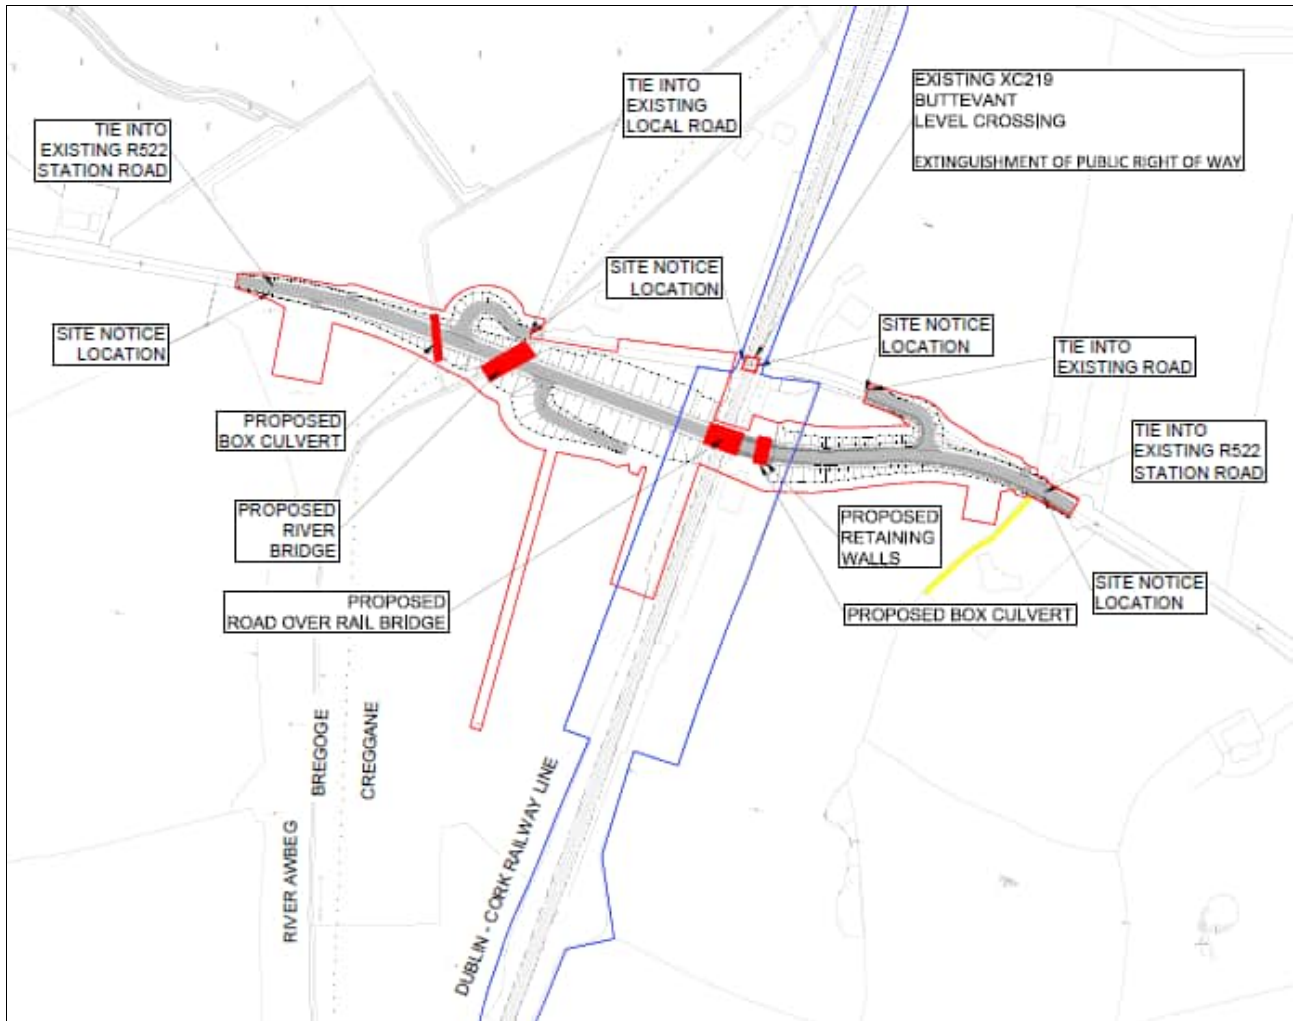 TIE INTO
EXISTING
LOCAL ROAD
EXISTING XC219
BUTTEVANT
LEVEL CROSSING
EXTINGUISHMENT OF PUBLIC RIGHT OF WAY
TIE INTO
EXISTING R522
STATION ROAD
SITE NOTICE
LOCATION
SITE NOTICE
LOCATION
SITE NOTICE
LOCATION
TIE INTO
EXISTING ROAD
PROPOSED
BOX CULVERT
TIE INTO
EXISTING R522
STATION ROAD
PROPOSED
RIVER
BRIDGE
PROPOSED
RETAINING
WALLS
PROPOSED
ROAD OVER RAIL BRIDGE
PROPOSED BOX CULVERT
SITE NOTICE
LOCATION
BREGOGE
CREGGANE
RIVER AWBEG
DUBLIN - CORK RAILWAY LINE